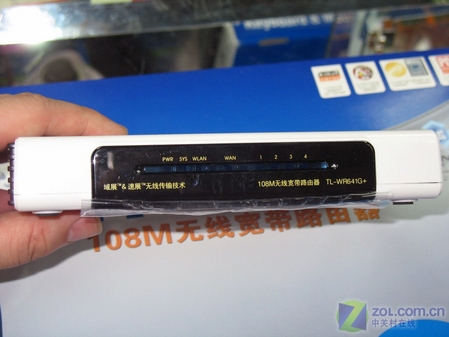 PWR SYS WLAN WAN 1 2 3 4
域展™&速展™无线传输技术 108M无线宽带路由器 TL-WR641G+
108M无线宽带路由器
ZOL.COM.CN
中关村在线